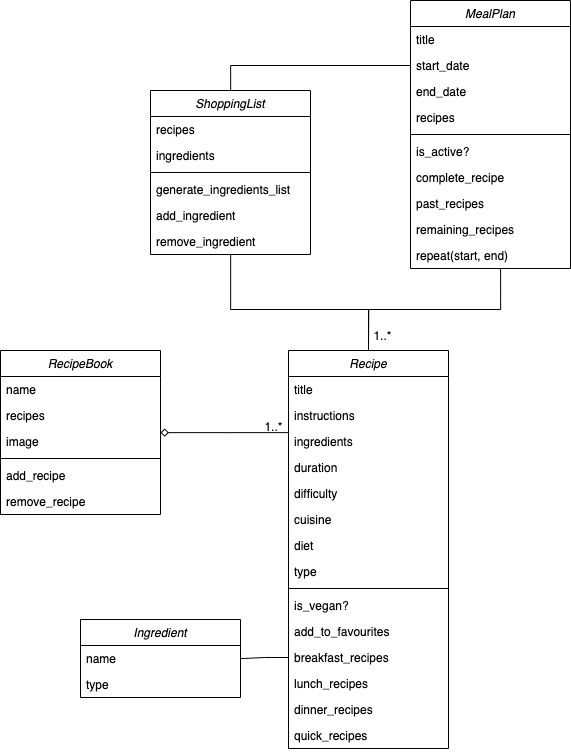 MealPlan
title
start_date
end_date
recipes
is_active?
complete_recipe
past_recipes
remaining_recipes
repeat(start, end)
ShoppingList
recipes
ingredients
generate_ingredients_list
add_ingredient
remove_ingredient
1..*
RecipeBook
name
recipes
image
add_recipe
remove_recipe
1..*
Recipe
title
instructions
ingredients
duration
difficulty
cuisine
diet
type
is_vegan?
add_to_favourites
breakfast_recipes
lunch_recipes
dinner_recipes
quick_recipes
Ingredient
name
type